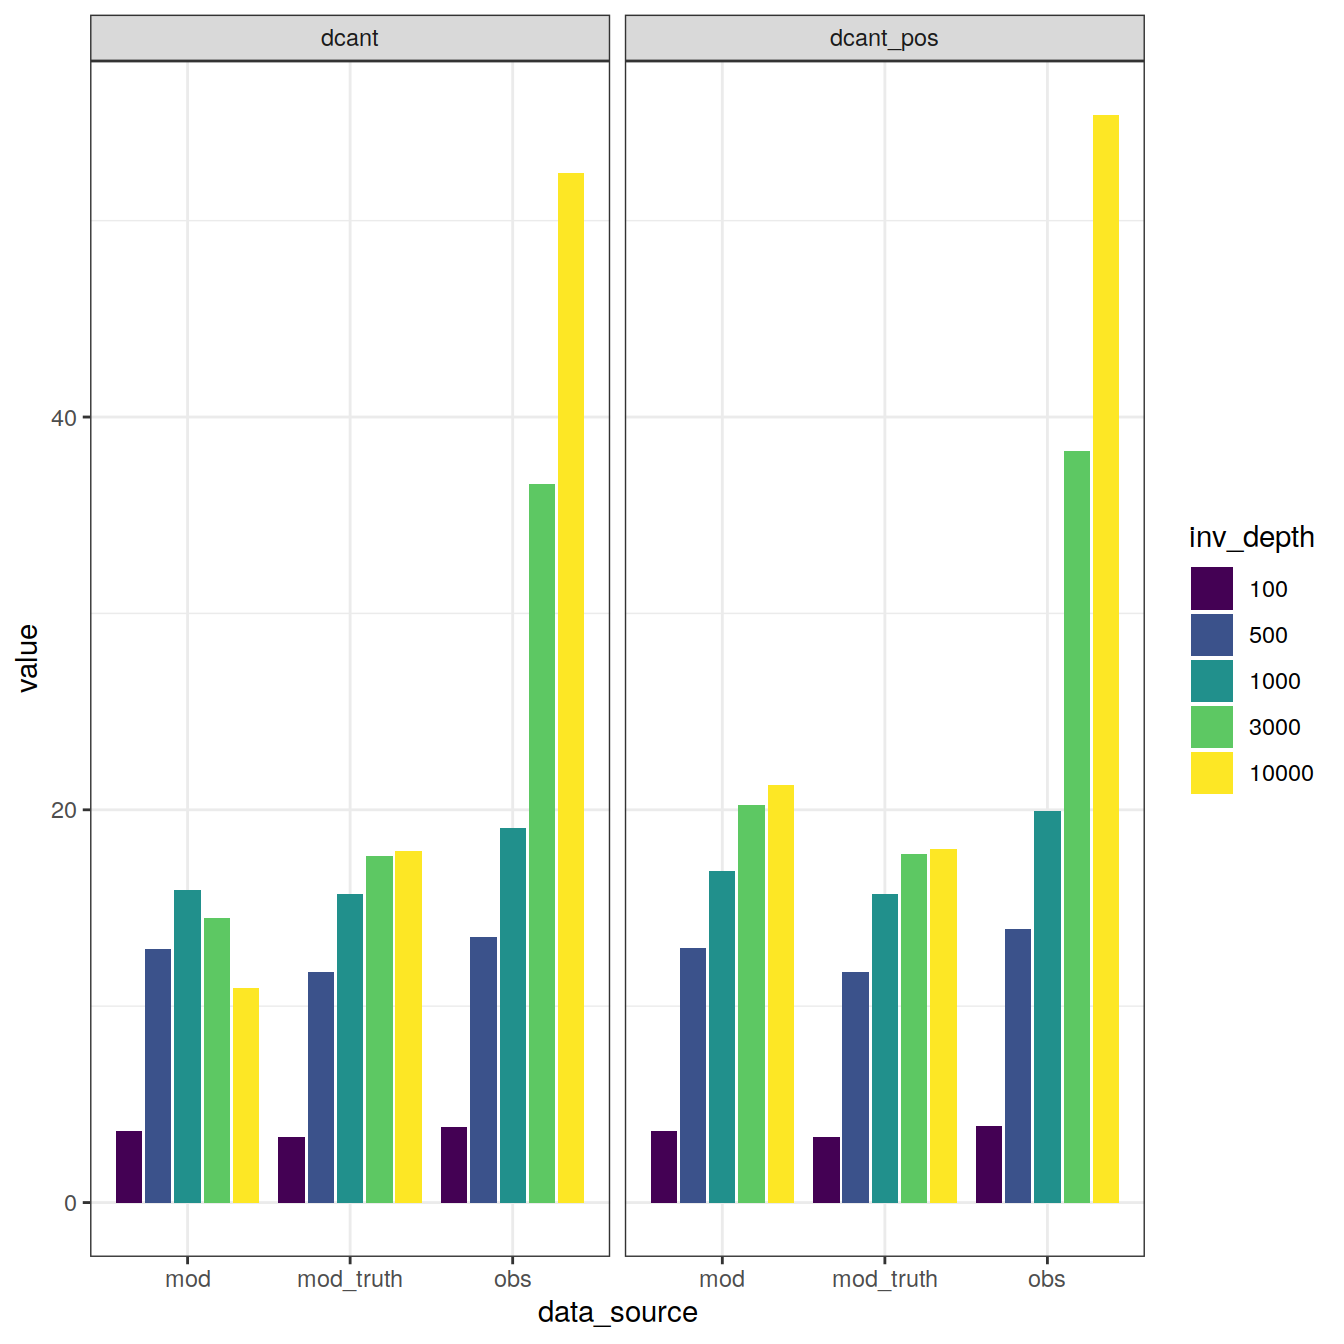 dcant
dcant_pos
value
40
20
0
mod
mod_truth
obs
mod
mod_truth
obs
data_source
inv_depth
100
500
1000
3000
10000